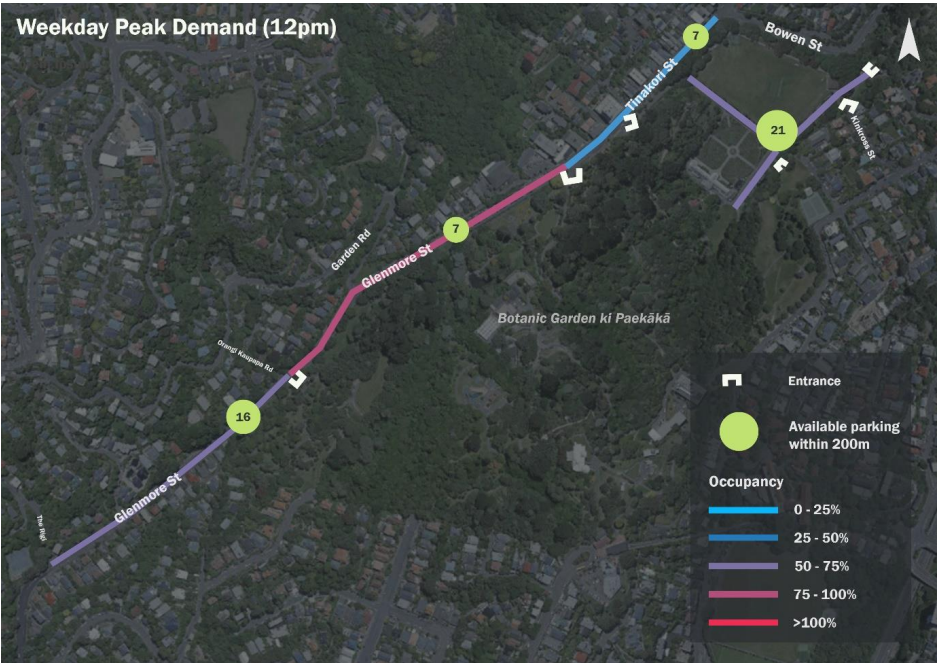 Weekday Peak Demand (12pm)
7
Bowen St
Tinakori St
21
Kinkross St
7
Garden Rd
Glenmore St
Botanic Garden ki Paekākā
Orangi Kaupapa Rd
16
Glenmore St
The Rigi
Entrance
Available parking
within 200m
Occupancy
0 - 25%
25 - 50%
50 - 75%
75 - 100%
>100%